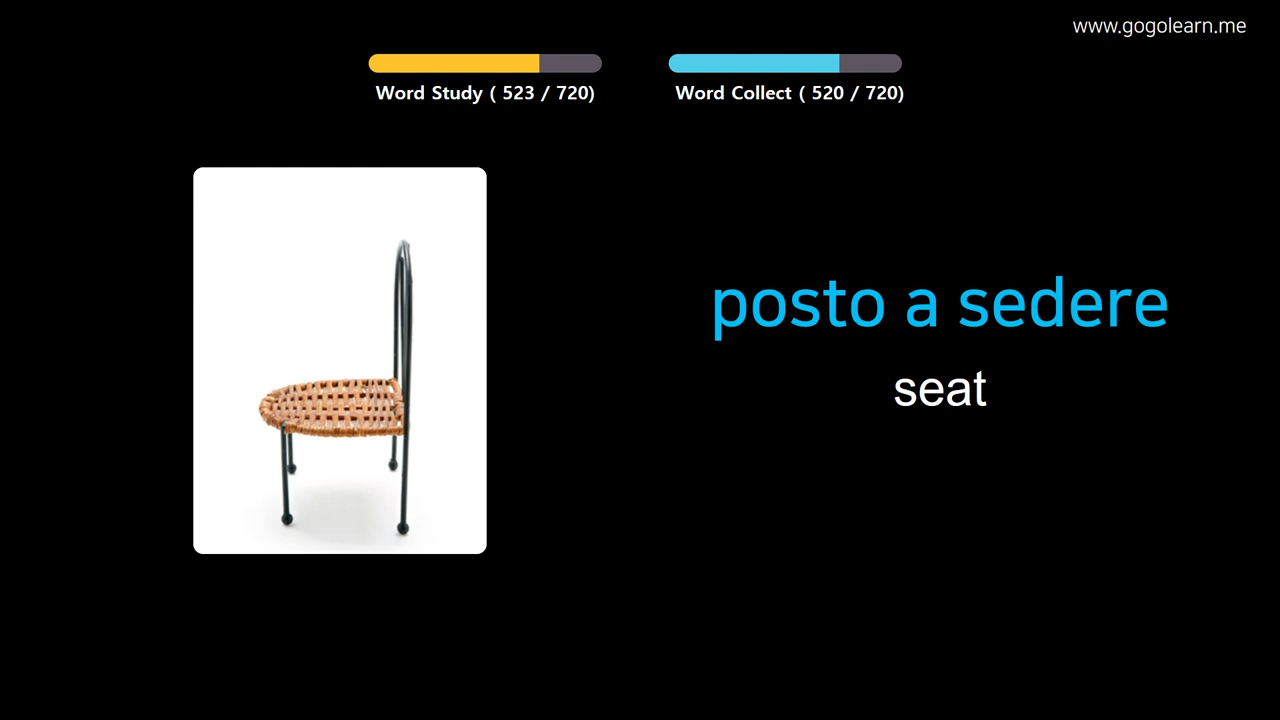 www.gogolearn.me
Word Study ( 523 / 720)
Word Collect ( 520 / 720)
posto a sedere
seat